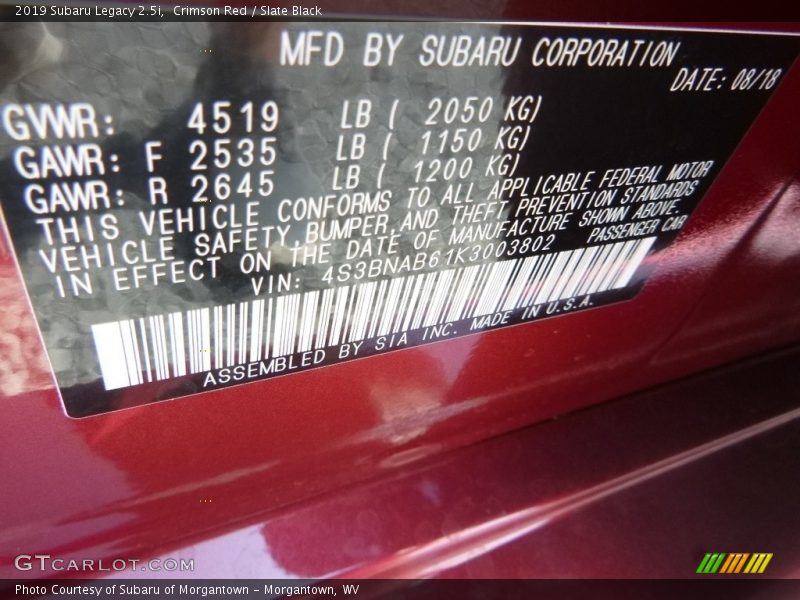 2019 Subaru Legacy 2.5i, Crimson Red / Slate Black
MFD BY SUBARU CORPORATION
DATE: 08/18
GVWR: 4519 LB ( 2050 KG)
GAWR: F 2535 LB ( 1150 KG)
GAWR: R 2645 LB ( 1200 KG)
THIS VEHICLE CONFORMS TO ALL APPLICABLE FEDERAL MOTOR
VEHICLE SAFETY, BUMPER, AND THEFT PREVENTION STANDARDS
IN EFFECT ON THE DATE OF MANUFACTURE SHOWN ABOVE.
VIN: 4S3BNAB61K3003802 PASSENGER CAR
ASSEMBLED BY SIA INC. MADE IN U.S.A.
GTCARLOT.COM
Photo Courtesy of Subaru of Morgantown - Morgantown, WV